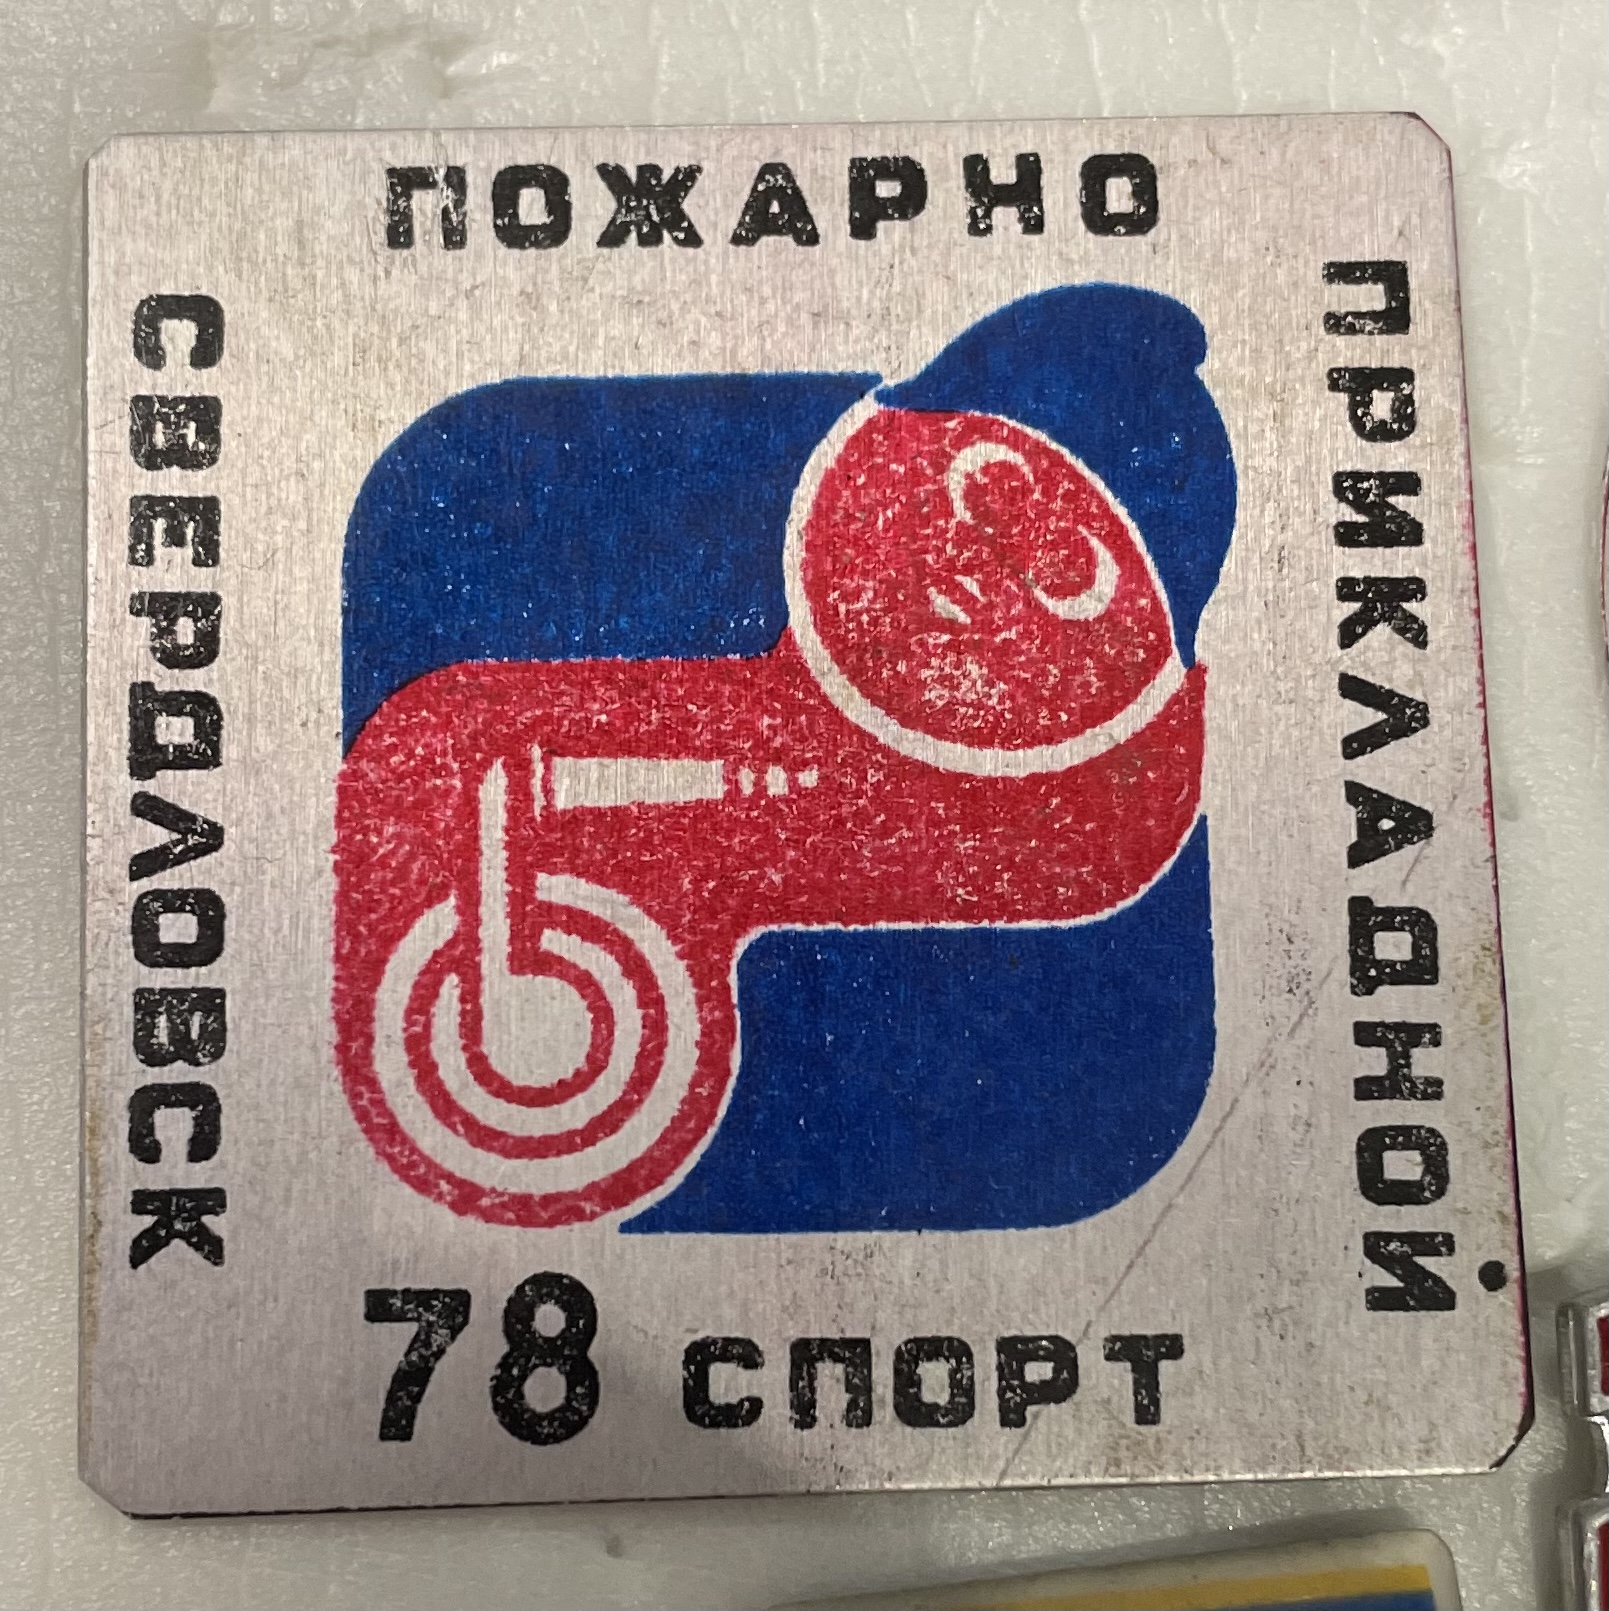 ПОЖАРНО
ПРИКЛАДНОЙ
СПОРТ
78
СВЕРДЛОВСК